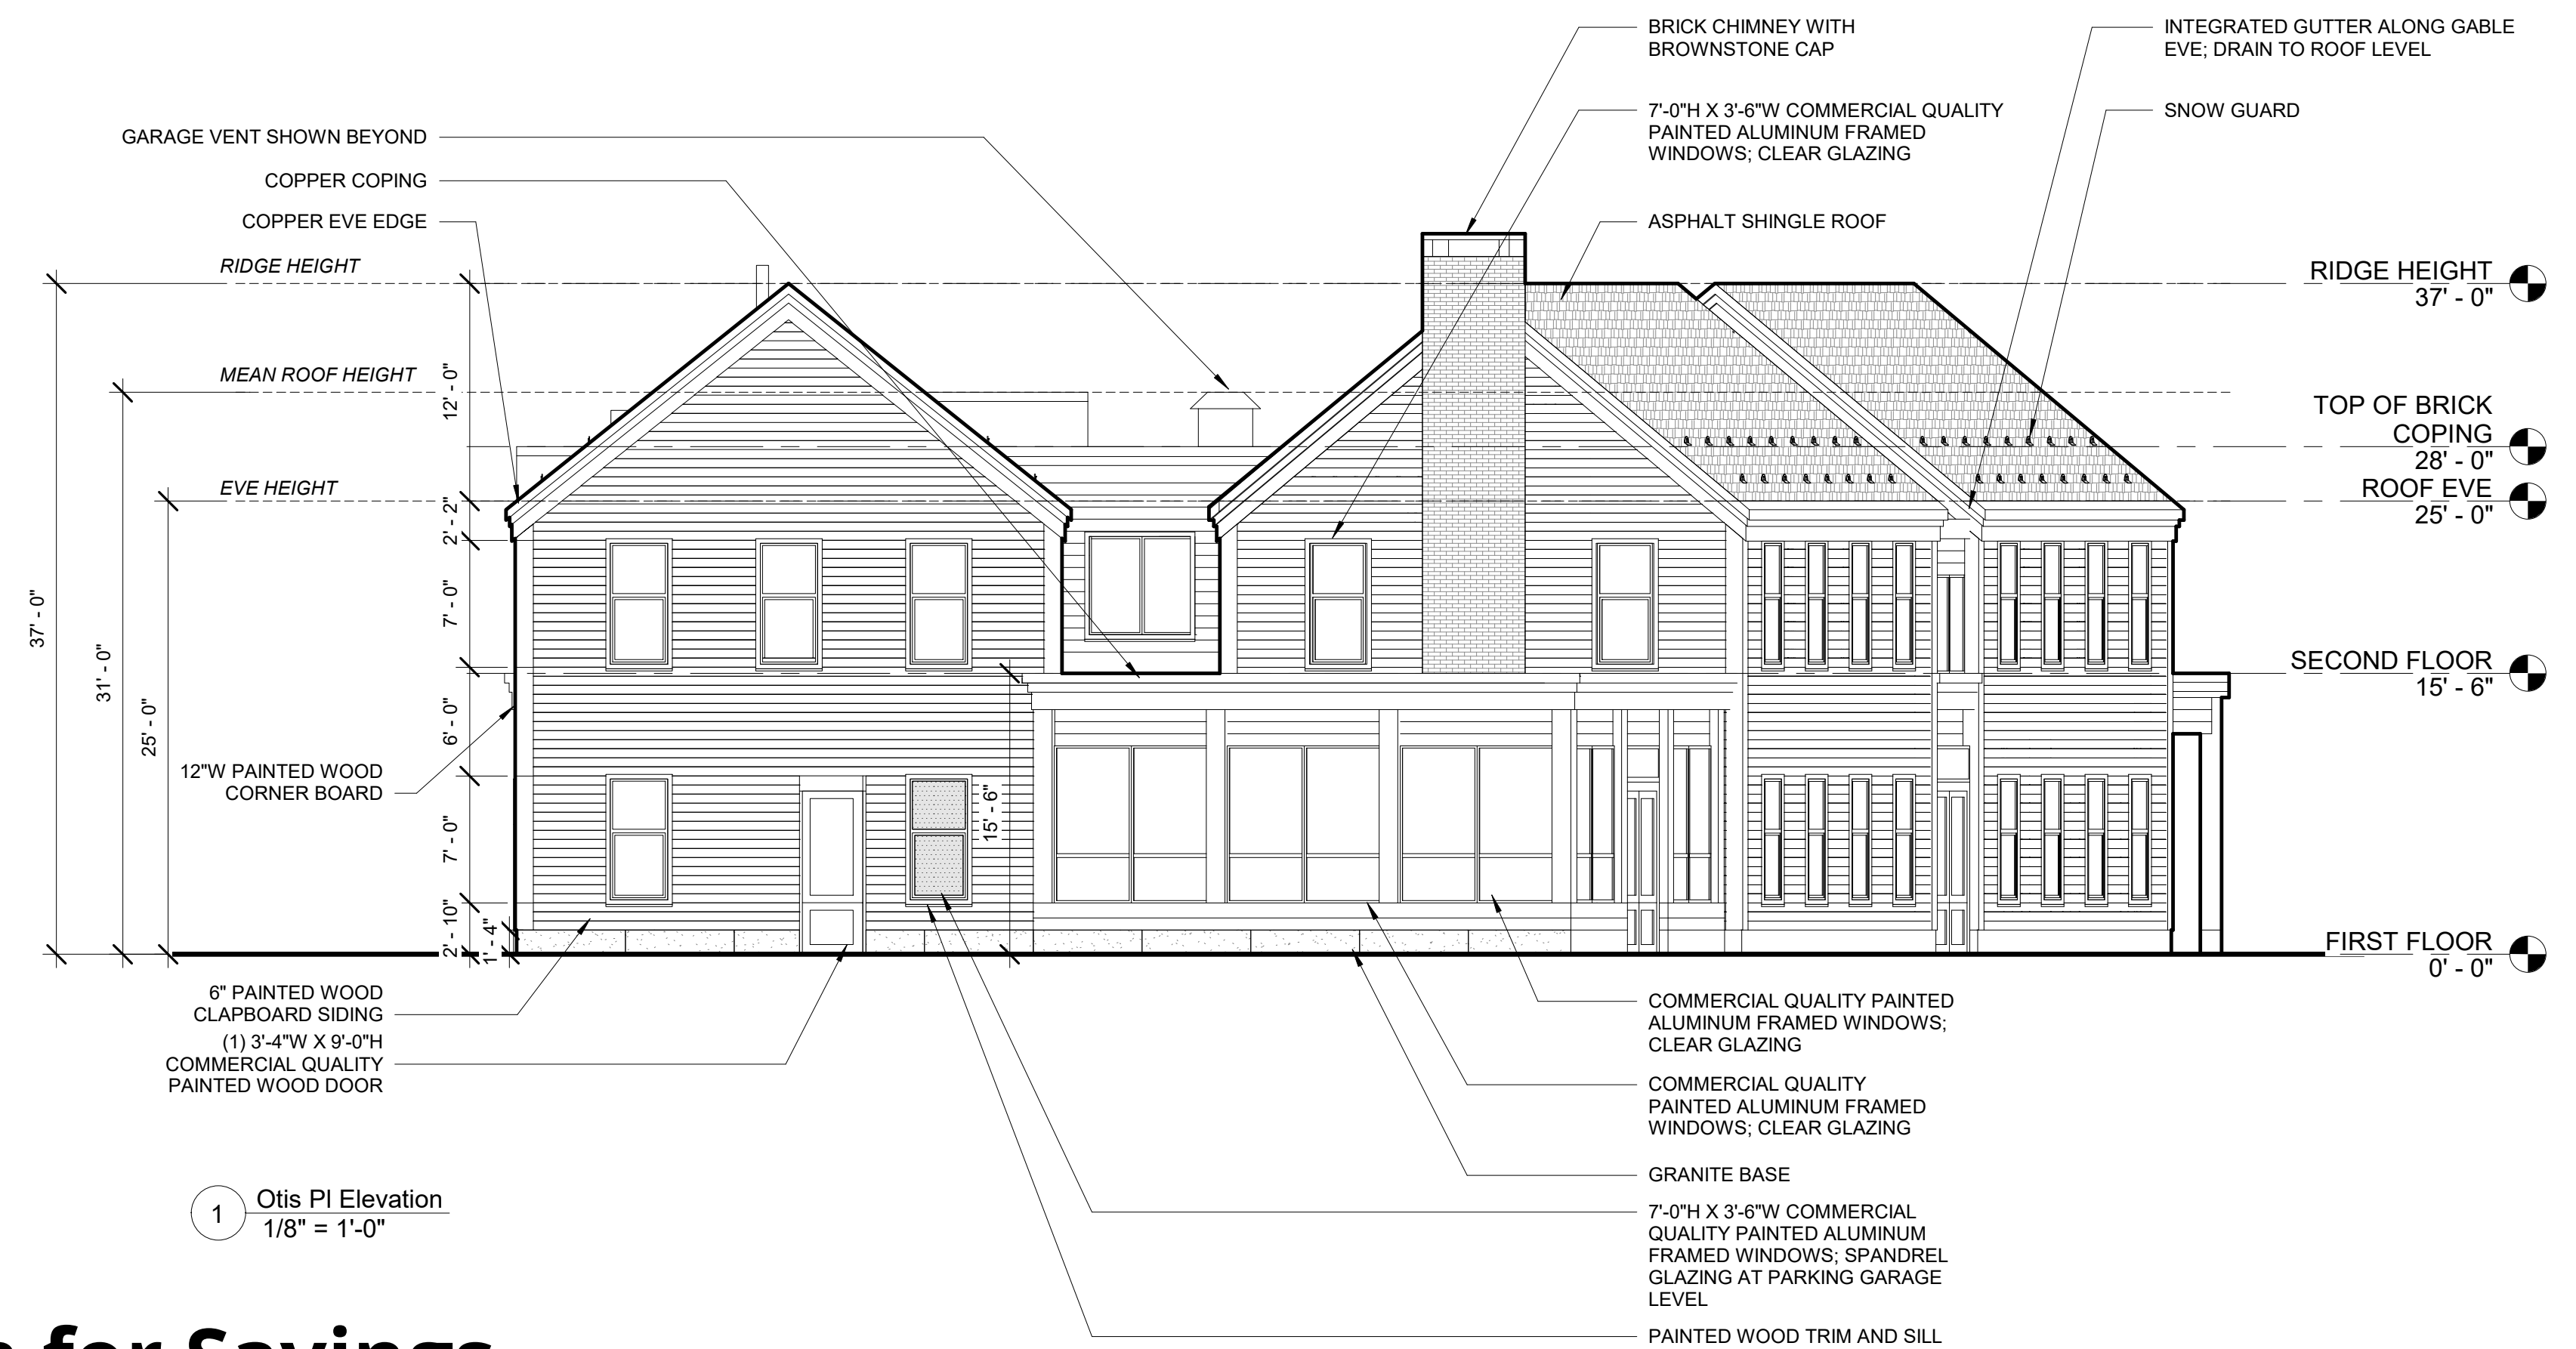 BRICK CHIMNEY WITH
BROWNSTONE CAP
INTEGRATED GUTTER ALONG GABLE
EVE; DRAIN TO ROOF LEVEL
7'-0"H X 3'-6"W COMMERCIAL QUALITY
PAINTED ALUMINUM FRAMED
WINDOWS; CLEAR GLAZING
SNOW GUARD
GARAGE VENT SHOWN BEYOND
COPPER COPING
COPPER EVE EDGE
ASPHALT SHINGLE ROOF
RIDGE HEIGHT
MEAN ROOF HEIGHT
EVE HEIGHT
RIDGE HEIGHT
37' - 0"
TOP OF BRICK
COPING
28' - 0"
ROOF EVE
25' - 0"
SECOND FLOOR
15' - 6"
FIRST FLOOR
0' - 0"
37' - 0"
31' - 0"
25' - 0"
12' - 0"
2' - 2"
7' - 0"
6' - 0"
7' - 0"
2' - 10"
1' - 4"
15' - 6"
12"W PAINTED WOOD
CORNER BOARD
6" PAINTED WOOD
CLAPBOARD SIDING
(1) 3'-4"W X 9'-0"H
COMMERCIAL QUALITY
PAINTED WOOD DOOR
COMMERCIAL QUALITY PAINTED
ALUMINUM FRAMED WINDOWS;
CLEAR GLAZING
COMMERCIAL QUALITY
PAINTED ALUMINUM FRAMED
WINDOWS; CLEAR GLAZING
GRANITE BASE
7'-0"H X 3'-6"W COMMERCIAL
QUALITY PAINTED ALUMINUM
FRAMED WINDOWS; SPANDREL
GLAZING AT PARKING GARAGE
LEVEL
PAINTED WOOD TRIM AND SILL
1
Otis Pl Elevation
1/8" = 1'-0"
for Savings